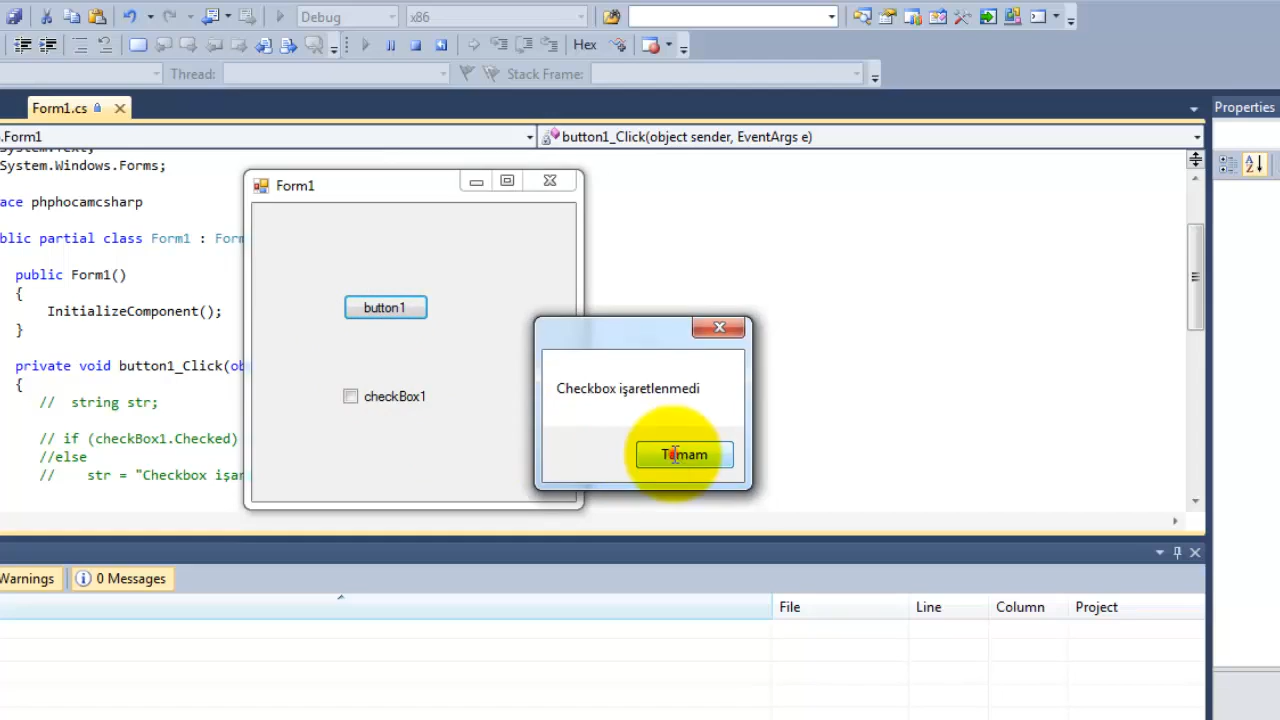 Debug
x86
Hex
Thread:
Stack Frame:
Form1.cs
Properties
.Form1
button1_Click(object sender, EventArgs e)
System.Text;
System.Windows.Forms;
ace phphocamcsharp
blic partial class Form1 : Form
public Form1()
{
InitializeComponent();
}
private void button1_Click(ob
{
// string str;
// if (checkBox1.Checked)
//else
// str = "Checkbox işar
Form1
button1
checkBox1
Checkbox işaretlenmedi
Tamam
Warnings
0 Messages
File
Line
Column
Project